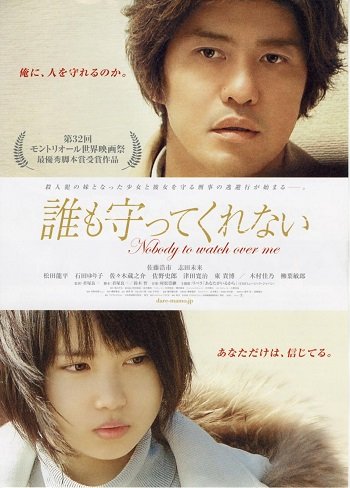 俺に、人を守れるのか。
第32回
モントリオール世界映画祭
最優秀脚本賞受賞作品
殺人犯の妹となった少女と彼女を守る刑事の逃避行が始まる――。
誰も守ってくれない
Nobody to watch over me
佐藤浩市 志田未来
松田龍平 石田ゆり子 佐々木蔵之介 佐野史郎 津田寛治 東貴博 / 木村佳乃 柳葉敏郎
dare-mamo.jp
あなただけは、信じてる。